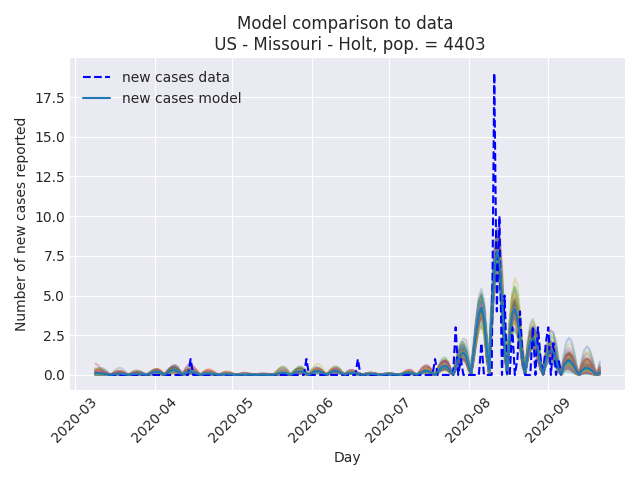 Model comparison to data
US - Missouri - Holt, pop. = 4403
new cases data
new cases model
Number of new cases reported
17.5
15.0
12.5
10.0
7.5
5.0
2.5
0.0
2020-03
2020-04
2020-05
2020-06
2020-07
2020-08
2020-09
Day